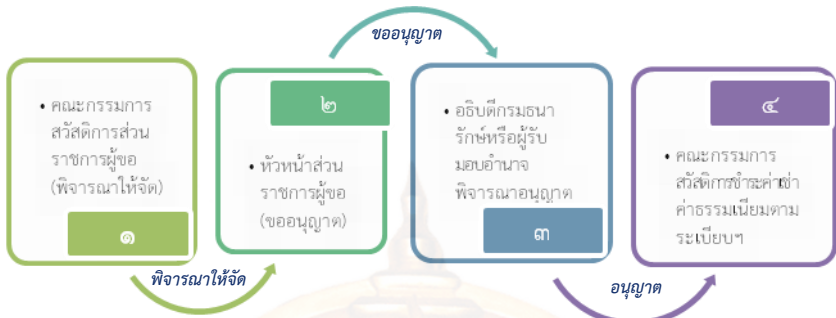 ขออนุญาต
• คณะกรรมการ
สวัสดิการส่วน
ราชการผู้ขอ
(พิจารณาให้จัด)
๑
พิจารณาให้จัด
๒
• หัวหน้าส่วน
ราชการผู้ขอ
(ขออนุญาต)
• อธิบดีกรมธนา
รักษ์หรือผู้รับ
มอบอำนาจ
พิจารณาอนุญาต
๓
อนุญาต
๔
• คณะกรรมการ
สวัสดิการชำระค่าเช่า
ค่าธรรมเนียมตาม
ระเบียบฯ